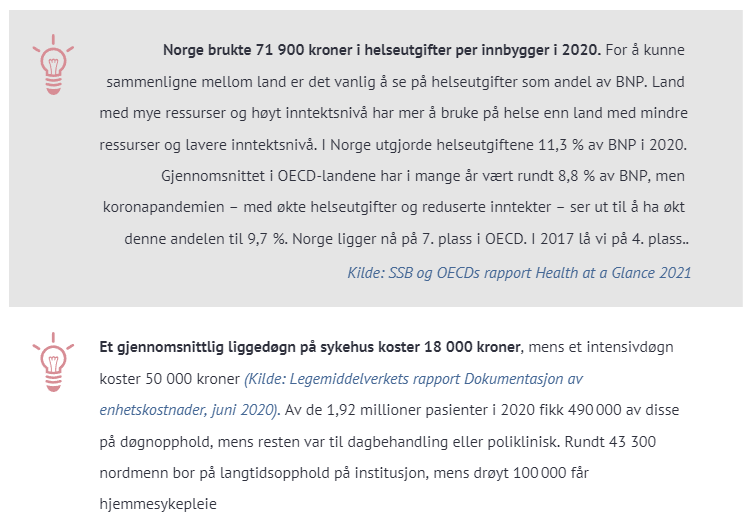 Norge brukte 71 900 kroner i helseutgifter per innbygger i 2020. For å kunne
sammenligne mellom land er det vanlig å se på helseutgifter som andel av BNP. Land
med mye ressurser og høyt inntektsnivå har mer å bruke på helse enn land med mindre
ressurser og lavere inntektsnivå. I Norge utgjorde helseutgiftene 11,3 % av BNP i 2020.
Gjennomsnittet i OECD-landene har i mange år vært rundt 8,8 % av BNP, men
koronapandemien – med økte helseutgifter og reduserte inntekter – ser ut til å ha økt
denne andelen til 9,7 %. Norge ligger nå på 7. plass i OECD. I 2017 lå vi på 4. plass..
Kilde: SSB og OECDs rapport Health at a Glance 2021
Et gjennomsnittlig liggedøgn på sykehus koster 18 000 kroner, mens et intensivdøgn
koster 50 000 kroner (Kilde: Legemiddelverkets rapport Dokumentasjon av
enhetskostnader, juni 2020). Av de 1,92 millioner pasienter i 2020 fikk 490 000 av disse
på døgnopphold, mens resten var til dagbehandling eller poliklinisk. Rundt 43 300
nordmenn bor på langtidsopphold på institusjon, mens drøyt 100 000 får
hjemmesykepleie